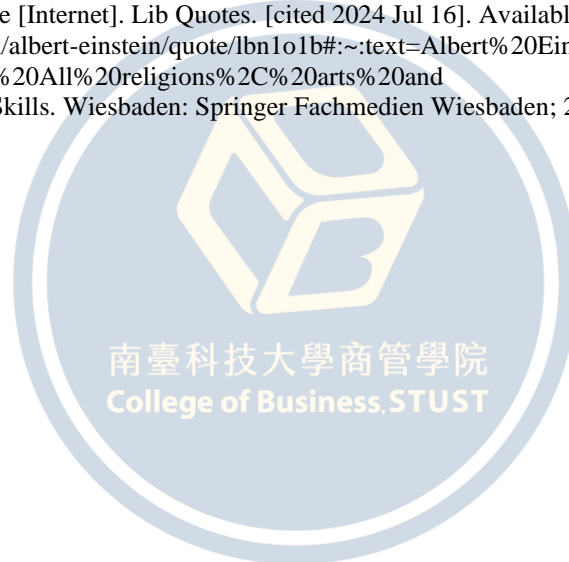 e [Internet]. Lib Quotes. [cited 2024 Jul 16]. Availabl
/albert-einstein/quote/lbn1o1b#:~:text=Albert%20Ein
%20All%20religions%2C%20arts%20and
Skills. Wiesbaden: Springer Fachmedien Wiesbaden; 2
南臺科技大學商管學院
College of Business, STUST